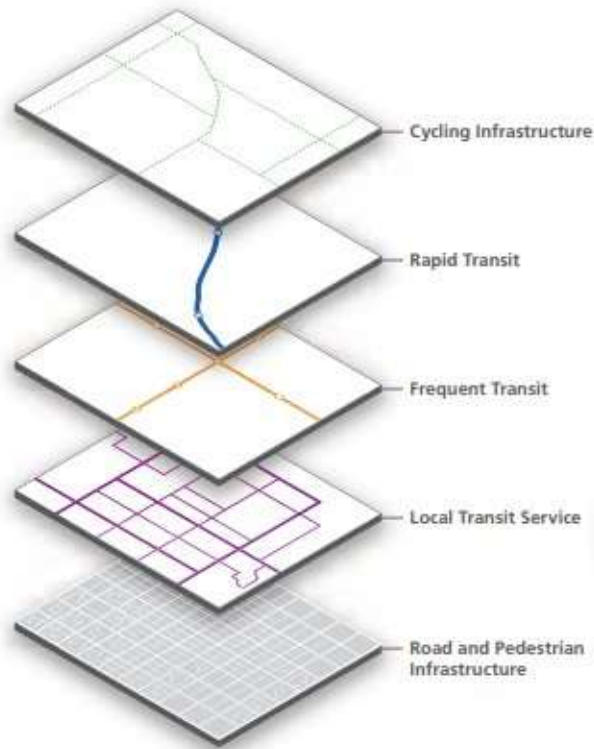 Cycling Infrastructure
Rapid Transit
Frequent Transit
Local Transit Service
Road and Pedestrian
Infrastructure